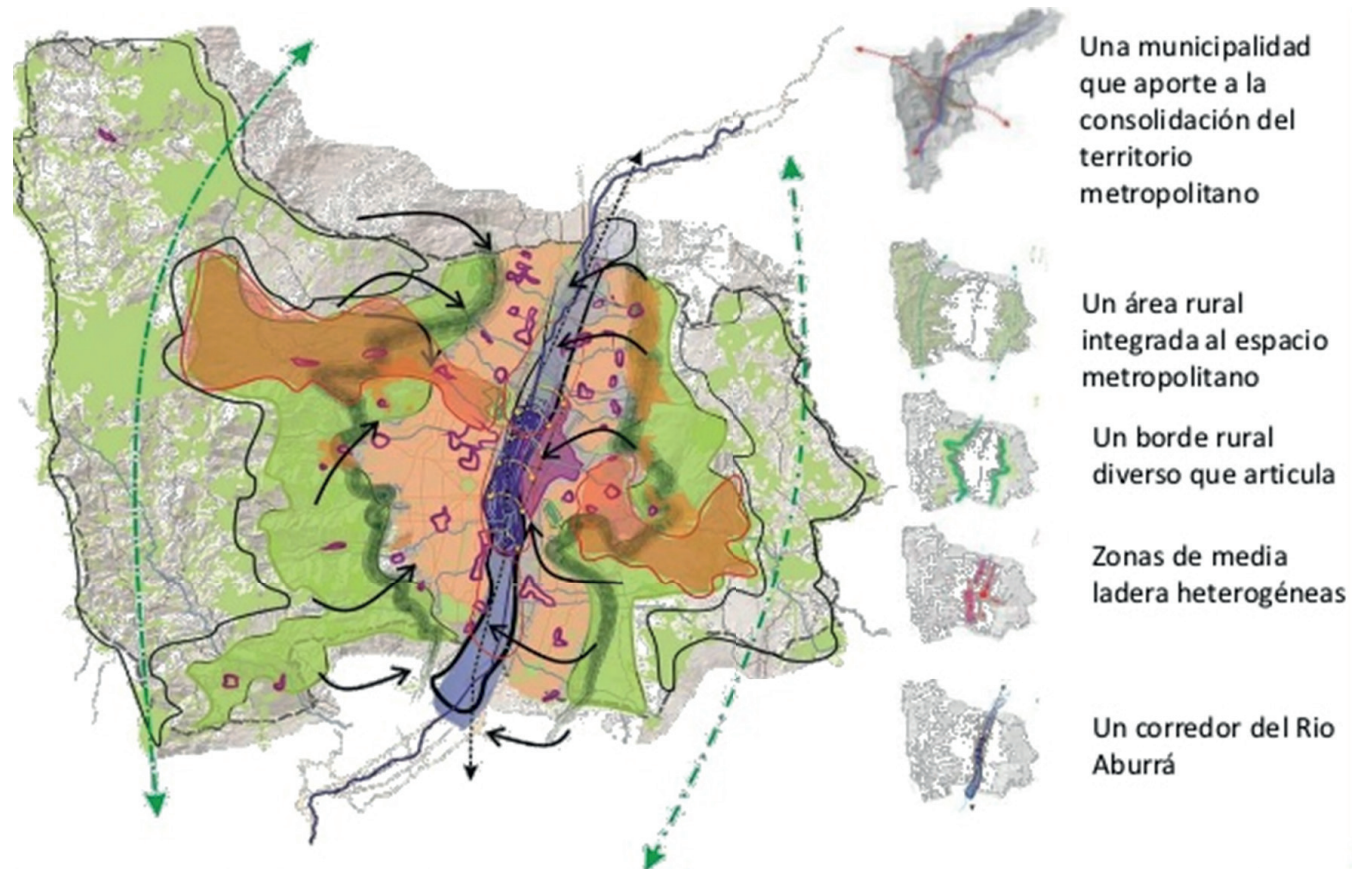 Una municipalidad
que aporte a la
consolidación del
territorio
metropolitano
Un área rural
integrada al espacio
metropolitano
Un borde rural
diverso que articula
Zonas de media
ladera heterogéneas
Un corredor del Rio
Aburrá